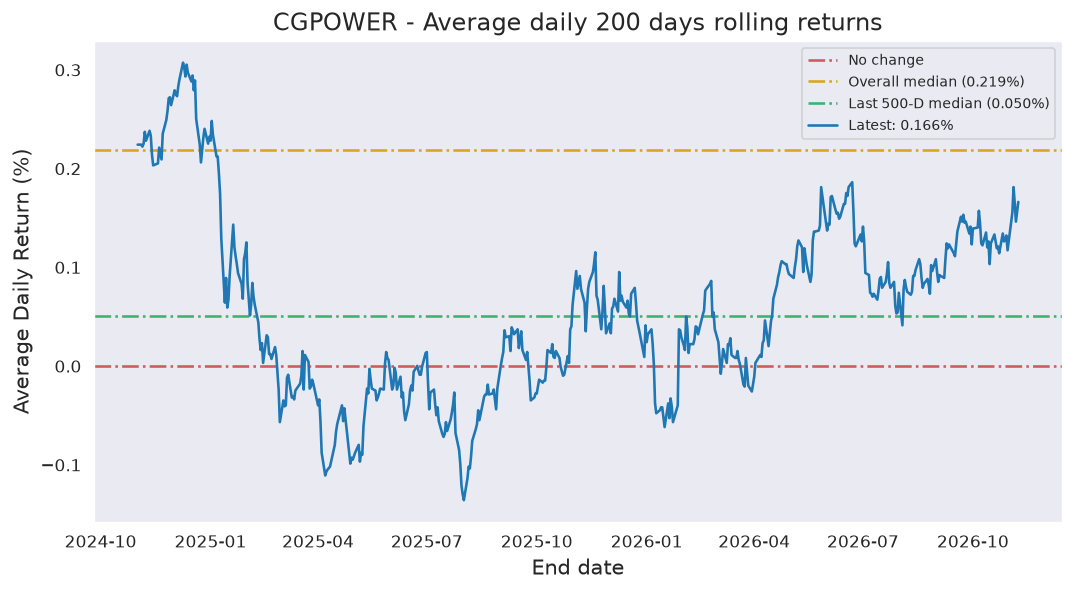 CGPOWER - Average daily 200 days rolling returns
No change
Overall median (0.219%)
Last 500-D median (0.050%)
Latest: 0.166%
Average Daily Return (%)
0.3
0.2
0.1
0.0
−0.1
2024-10 2025-01 2025-04 2025-07 2025-10 2026-01 2026-04 2026-07 2026-10
End date